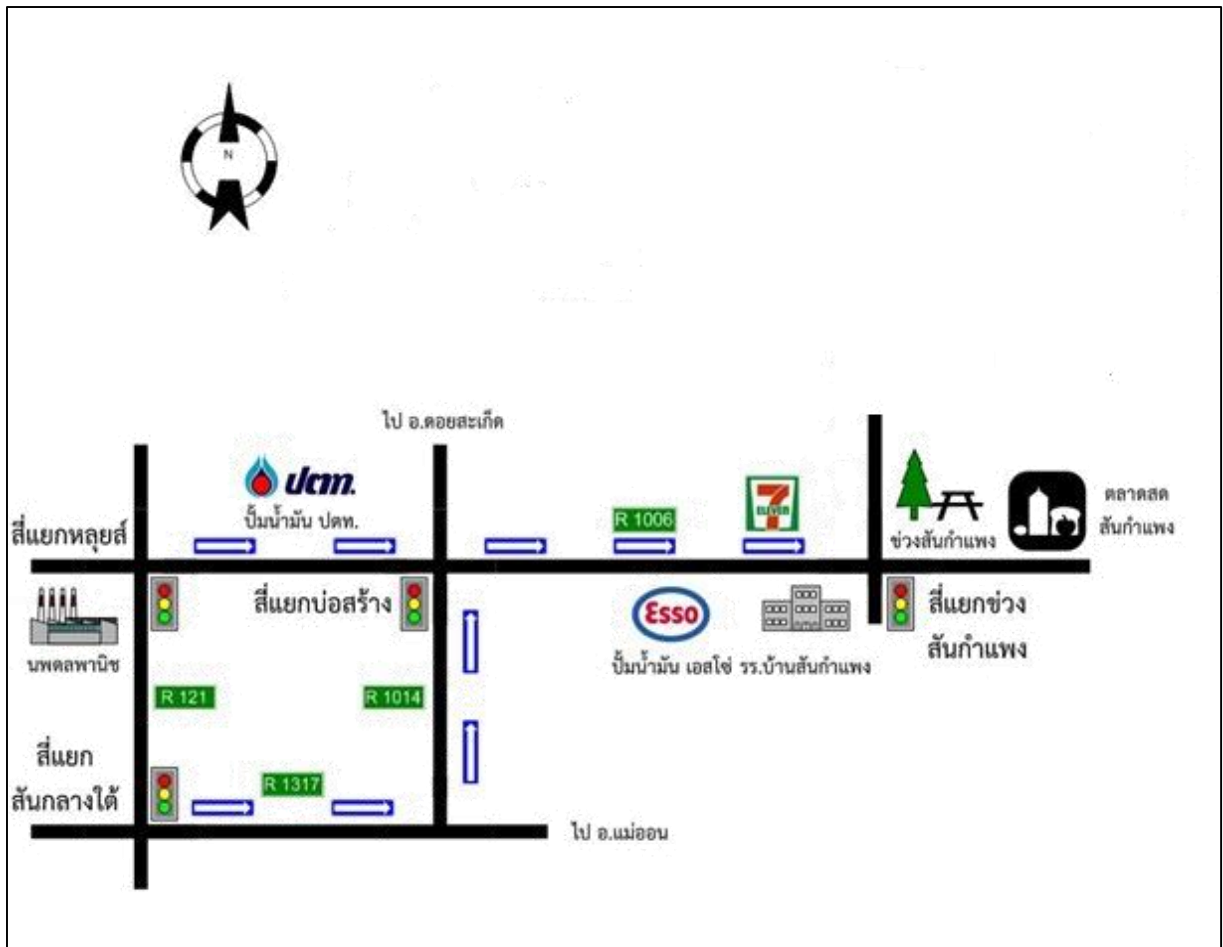 N
ไป อ.ดอยสะเก็ด
ปตท.
ปั้มน้ำมัน ปตท.
R 1006
7
ELEVEN
ช่วงสันกำแพง
ตลาดสด
สันกำแพง
สี่แยกหลุยส์
สี่แยกบ่อสร้าง
Esso
ปั้มน้ำมัน เอสโซ่
รร.บ้านสันกำแพง
สี่แยกช่วง
สันกำแพง
นพดลพานิช
R 121
R 1014
สี่แยก
สันกลางใต้
R 1317
ไป อ.แม่ออน